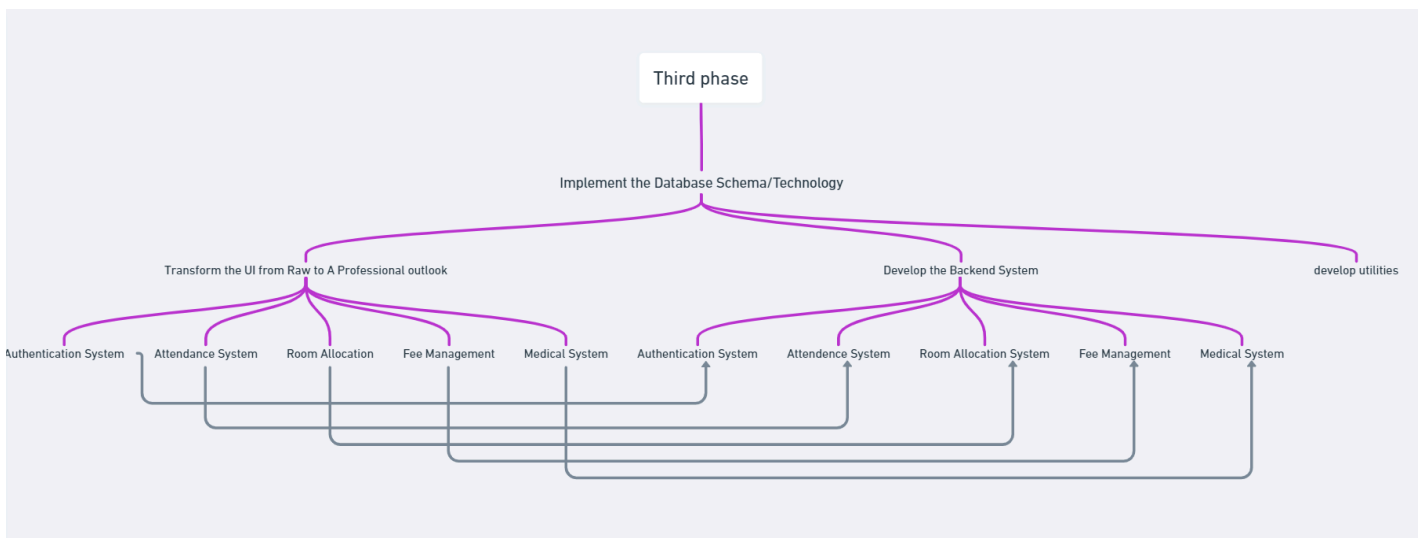 Third phase
Implement the Database Schema/Technology
Transform the UI from Raw to A Professional outlook
Develop the Backend System
develop utilities
Authentication System
Attendance System
Room Allocation
Fee Management
Medical System
Authentication System
Attendence System
Room Allocation System
Fee Management
Medical System